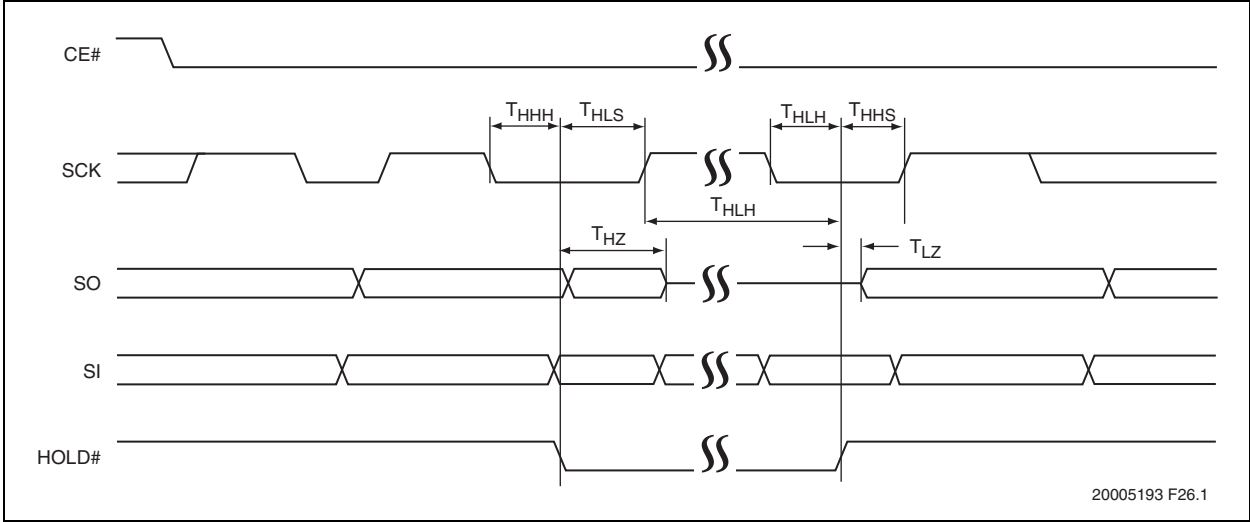 CE#
THHH THLS THLH THHS
SCK
THLH
THZ
TLZ
SO
SI
HOLD#
20005193 F26.1